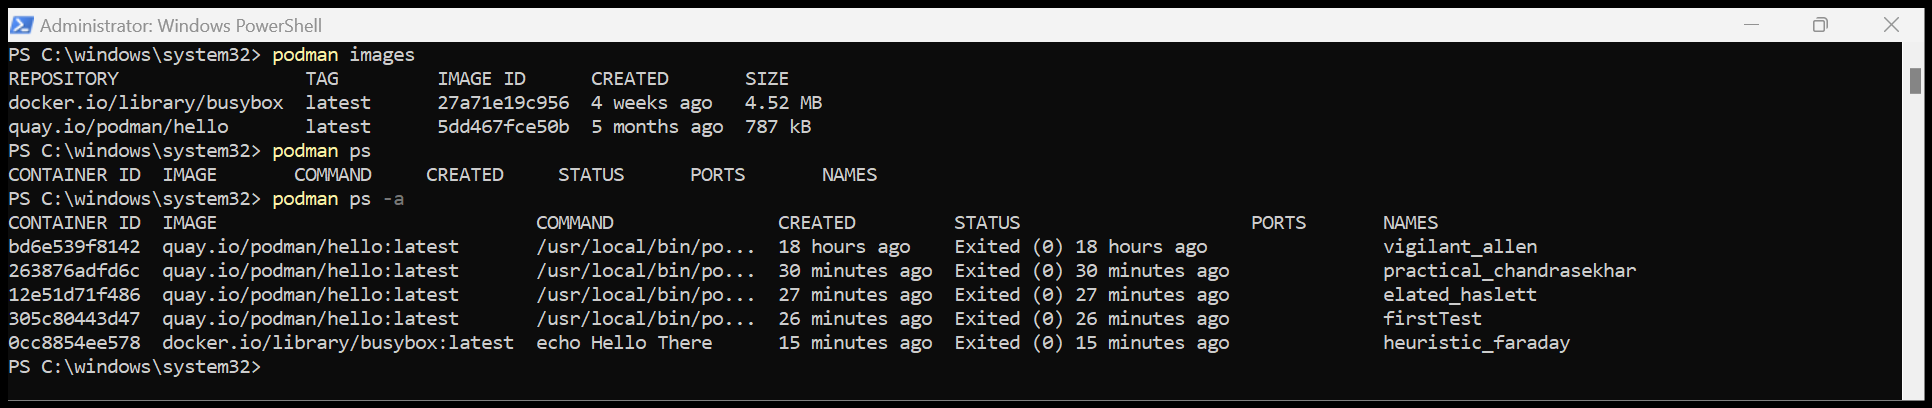 Administrator: Windows PowerShell
PS C:\windows\system32> podman images
REPOSITORY                 TAG         IMAGE ID      CREATED       SIZE
docker.io/library/busybox  latest      27a71e19c956  4 weeks ago   4.52 MB
quay.io/podman/hello       latest      5dd467fce50b  5 months ago  787 kB
PS C:\windows\system32> podman ps
CONTAINER ID  IMAGE       COMMAND     CREATED     STATUS      PORTS       NAMES
PS C:\windows\system32> podman ps -a
CONTAINER ID  IMAGE                             COMMAND               CREATED         STATUS                     PORTS       NAMES
bd6e539f8142  quay.io/podman/hello:latest       /usr/local/bin/po...  18 hours ago    Exited (0) 18 hours ago                vigilant_allen
263876adfd6c  quay.io/podman/hello:latest       /usr/local/bin/po...  30 minutes ago  Exited (0) 30 minutes ago              practical_chandrasekhar
12e51d71f486  quay.io/podman/hello:latest       /usr/local/bin/po...  27 minutes ago  Exited (0) 27 minutes ago              elated_haslett
305c80443d47  quay.io/podman/hello:latest       /usr/local/bin/po...  26 minutes ago  Exited (0) 26 minutes ago              firstTest
0cc8854ee578  docker.io/library/busybox:latest  echo Hello There      15 minutes ago  Exited (0) 15 minutes ago              heuristic_faraday
PS C:\windows\system32>